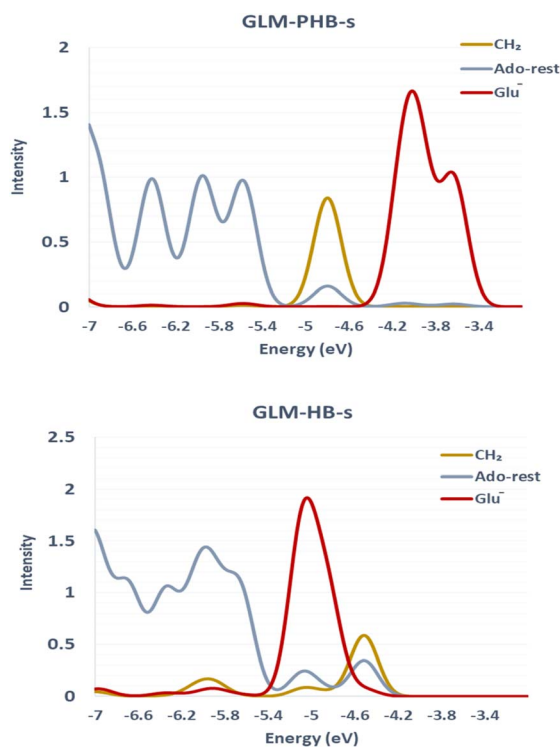 GLM-PHB-s
2
CH₂
Ado-rest
Glu⁻
1.5
1
0.5
0
Intensity
-7 -6.6 -6.2 -5.8 -5.4 -5 -4.6 -4.2 -3.8 -3.4
Energy (eV)
GLM-HB-s
2.5
CH₂
Ado-rest
Glu⁻
2
1.5
1
0.5
0
Intensity
-7 -6.6 -6.2 -5.8 -5.4 -5 -4.6 -4.2 -3.8 -3.4
Energy (eV)